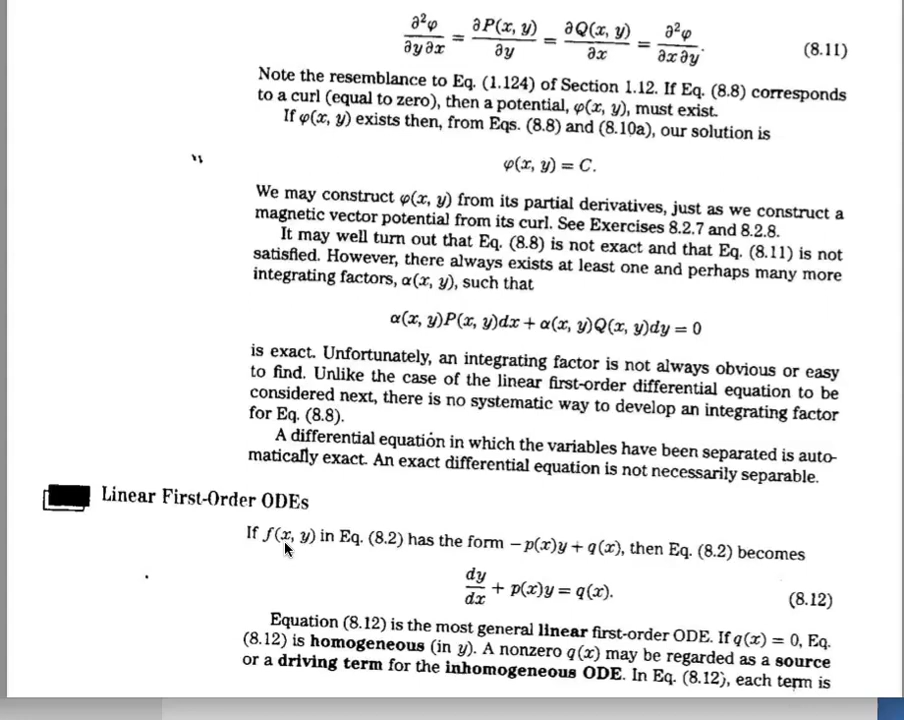 ∂²φ/∂y∂x = ∂P(x, y)/∂y = ∂Q(x, y)/∂x = ∂²φ/∂x∂y. (8.11)
Note the resemblance to Eq. (1.124) of Section 1.12. If Eq. (8.8) corresponds
to a curl (equal to zero), then a potential, φ(x, y), must exist.
If φ(x, y) exists then, from Eqs. (8.8) and (8.10a), our solution is
φ(x, y) = C.
We may construct φ(x, y) from its partial derivatives, just as we construct a
magnetic vector potential from its curl. See Exercises 8.2.7 and 8.2.8.
It may well turn out that Eq. (8.8) is not exact and that Eq. (8.11) is not
satisfied. However, there always exists at least one and perhaps many more
integrating factors, α(x, y), such that
α(x, y)P(x, y)dx + α(x, y)Q(x, y)dy = 0
is exact. Unfortunately, an integrating factor is not always obvious or easy
to find. Unlike the case of the linear first-order differential equation to be
considered next, there is no systematic way to develop an integrating factor
for Eq. (8.8).
A differential equation in which the variables have been separated is auto-
matically exact. An exact differential equation is not necessarily separable.
Linear First-Order ODEs
If f(x, y) in Eq. (8.2) has the form −p(x)y + q(x), then Eq. (8.2) becomes
dy/dx + p(x)y = q(x). (8.12)
Equation (8.12) is the most general linear first-order ODE. If q(x) = 0, Eq.
(8.12) is homogeneous (in y). A nonzero q(x) may be regarded as a source
or a driving term for the inhomogeneous ODE. In Eq. (8.12), each term is